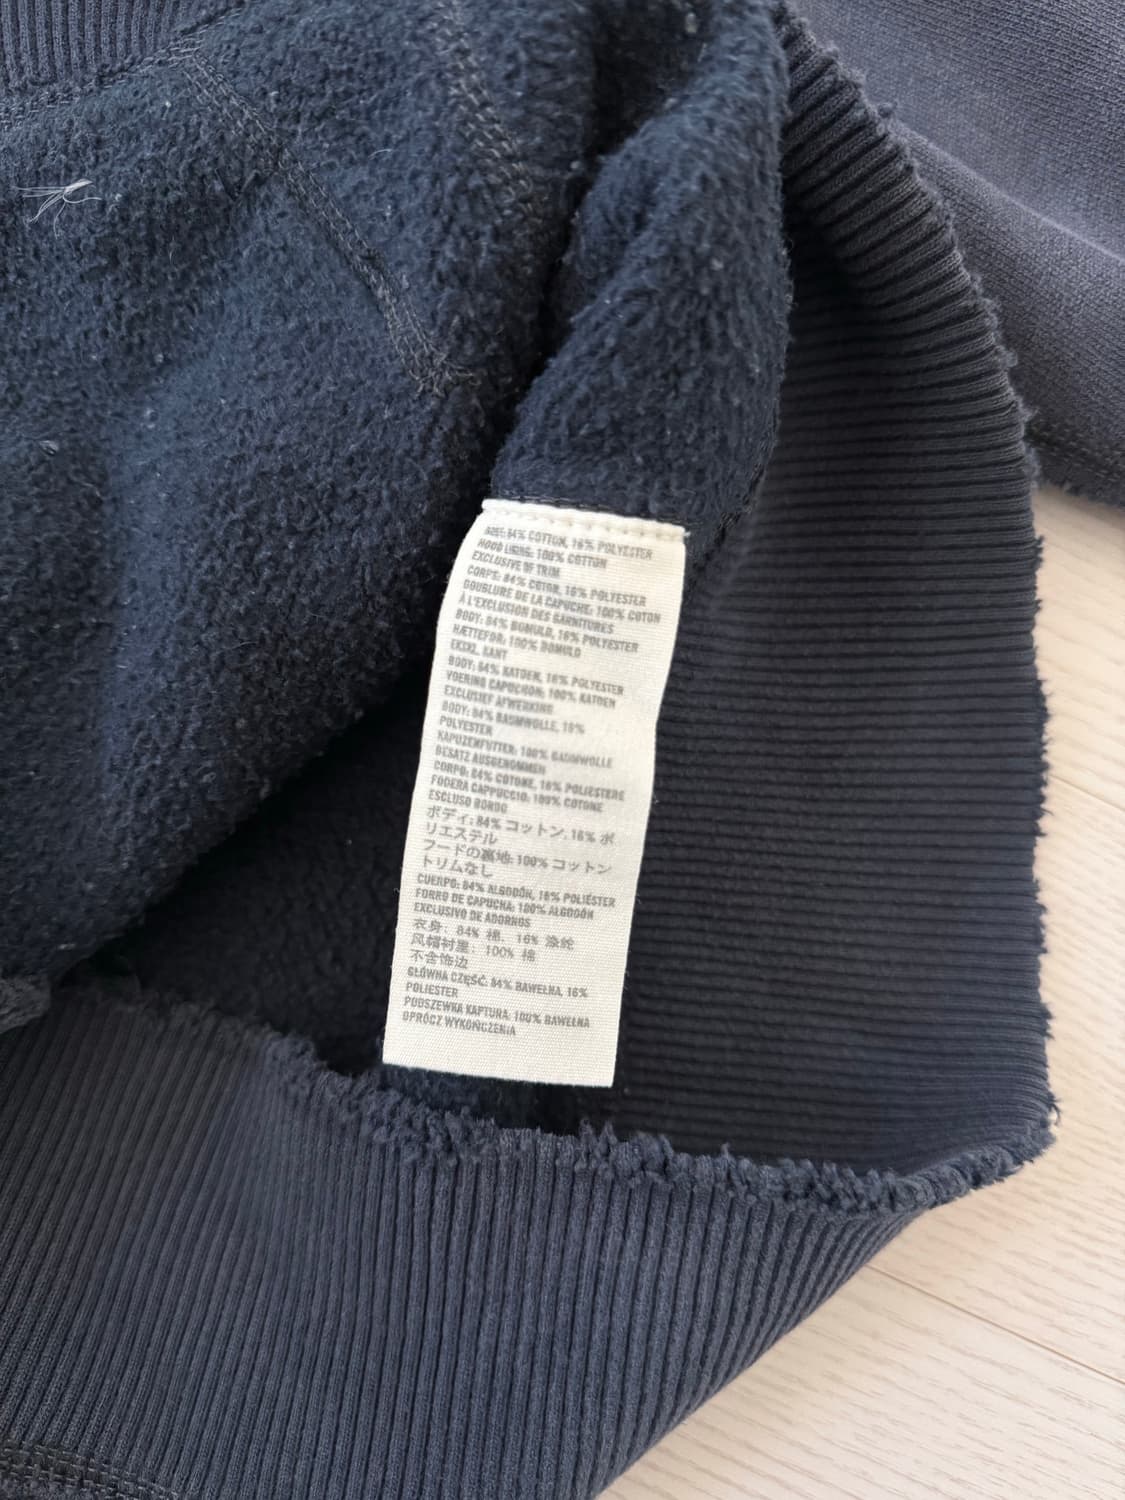 BODY: 84% COTTON, 16% POLYESTER
HOOD LINING: 100% COTTON
EXCLUSIVE OF TRIM
CORPS: 84% COTON, 16% POLYESTER
DOUBLURE DE LA CAPUCHE: 100% COTON
À L'EXCLUSION DES GARNITURES
BODY: 84% BOMULD, 16% POLYESTER
HÆTTEFOR: 100% BOMULD
EKSKL. KANT
BODY: 84% KATOEN, 16% POLYESTER
VOERING CAPUCHON: 100% KATOEN
EXCLUSIEF AFWERKING
BODY: 84% BAUMWOLLE, 16%
POLYESTER
KAPUZENFUTTER: 100% BAUMWOLLE
BESATZ AUSGENOMMEN
CORPO: 84% COTONE, 16% POLIESTERE
FODERA CAPPUCCIO: 100% COTONE
ESCLUSO BORDO
ボディ: 84% コットン, 16% ポ
リエステル
フードの裏地: 100% コットン
トリムなし
CUERPO: 84% ALGODÓN, 16% POLIÉSTER
FORRO DE CAPUCHA: 100% ALGODÓN
EXCLUSIVO DE ADORNOS
衣身: 84% 棉, 16% 涤纶
风帽衬里: 100% 棉
不含饰边
GŁÓWNA CZĘŚĆ: 84% BAWEŁNA, 16%
POLIESTER
PODSZEWKA KAPTURA: 100% BAWEŁNA
OPRÓCZ WYKOŃCZENIA